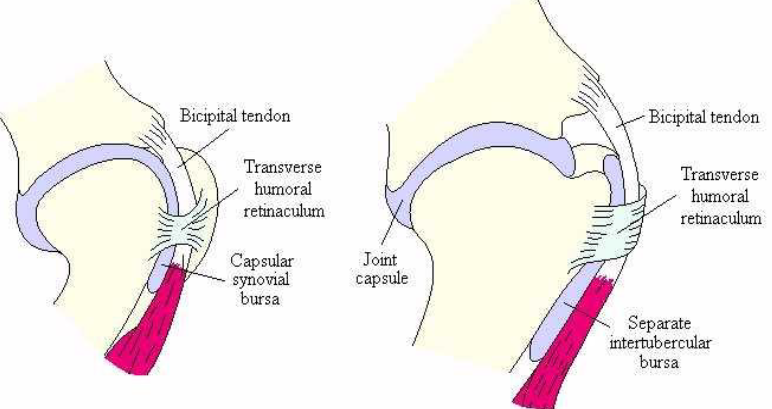 Bicipital tendon
Transverse
humoral
retinaculum
Capsular
synovial
bursa
Bicipital tendon
Transverse
humoral
retinaculum
Joint
capsule
Separate
intertubercular
bursa